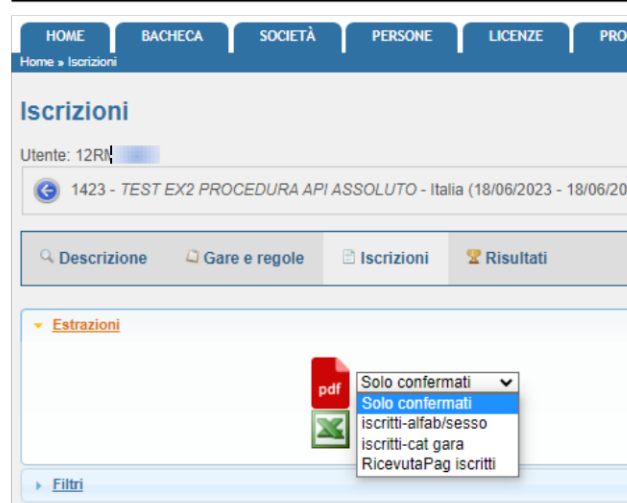 HOME BACHECA SOCIETÀ PERSONE LICENZE PRO
Home » Iscrizioni
Iscrizioni
Utente: 12RM
1423 - TEST EX2 PROCEDURA API ASSOLUTO - Italia (18/06/2023 - 18/06/20
Descrizione Gare e regole Iscrizioni Risultati
Estrazioni
pdf Solo confermati
Solo confermati
iscritti-alfab/sesso
iscritti-cat gara
RicevutaPag iscritti
Filtri